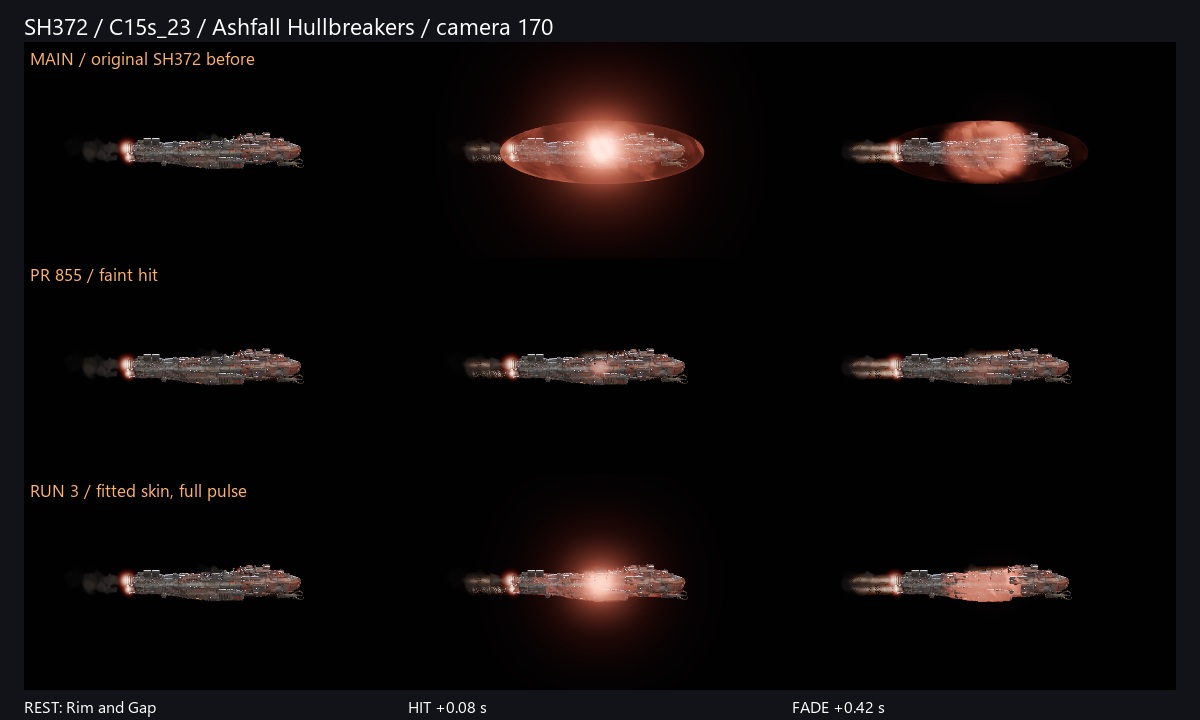 SH372 / C15s_23 / Ashfall Hullbreakers / camera 170
MAIN / original SH372 before
PR 855 / faint hit
RUN 3 / fitted skin, full pulse
REST: Rim and Gap
HIT +0.08 s
FADE +0.42 s